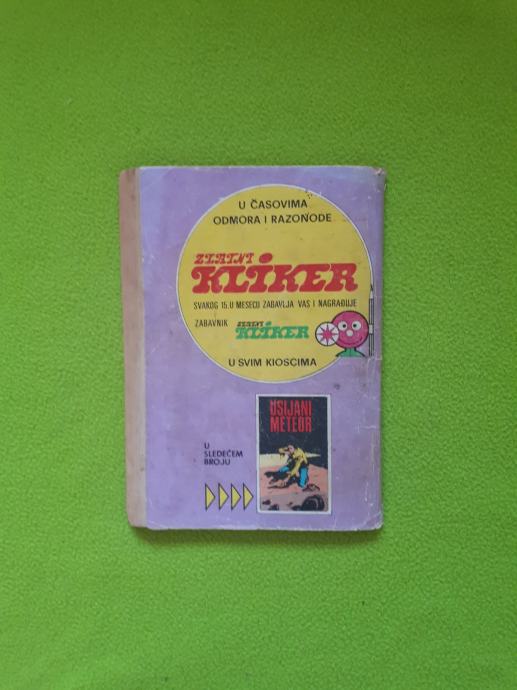 U ČASOVIMA
ODMORA I RAZONODE
ZLATNI
KLIKER
SVAKOG 15. U MESECU ZABAVLJA VAS I NAGRAĐUJE
ZABAVNIK ZLATNI KLIKER
U SVIM KIOSCIMA
USIJANI
METEOR
U
SLEDEĆEM
BROJU